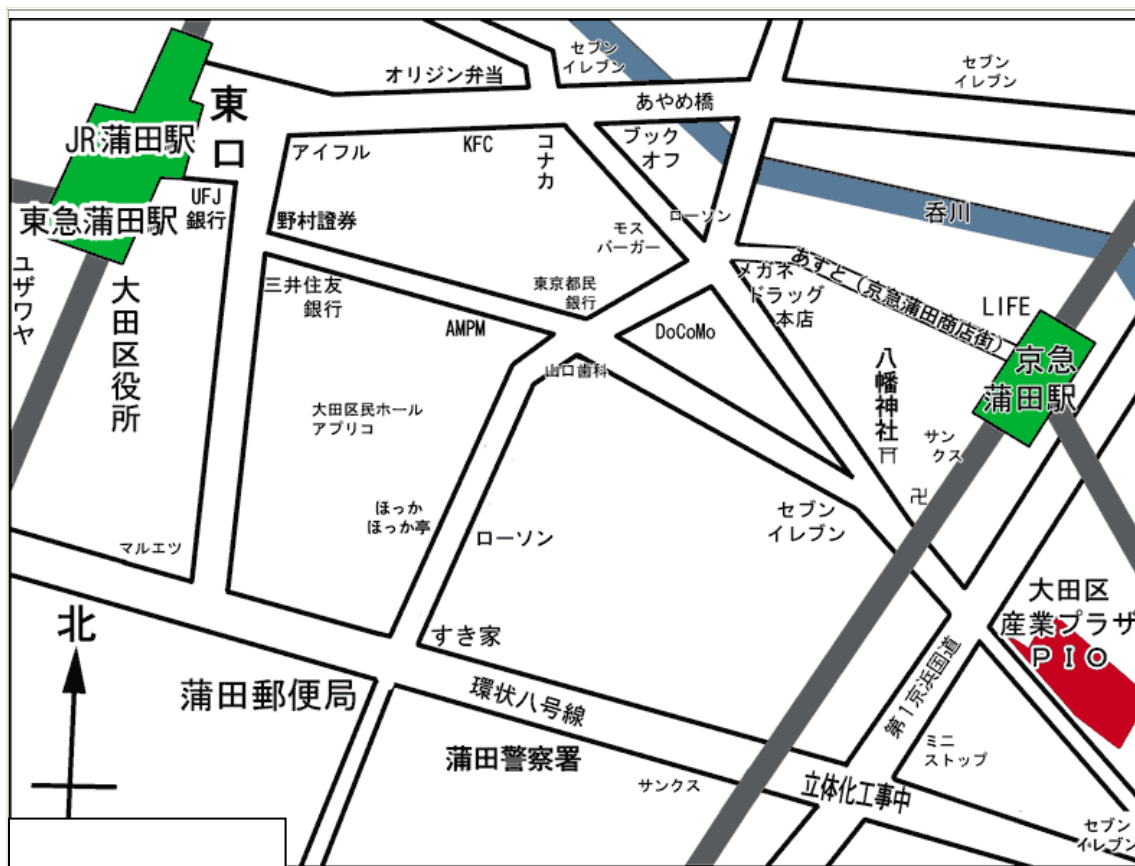 セブン
イレブン
セブン
イレブン
オリジン弁当
あやめ橋
東口
JR蒲田駅
アイフル
KFC
コナカ
ブック
オフ
UFJ
銀行
東急蒲田駅
野村證券
ローソン
呑川
モス
バーガー
ユザワヤ
大田区役所
三井住友
銀行
東京都民
銀行
メガネ
ドラッグ
本店
あすと（京急蒲田商店街）
LIFE
AMPM
DoCoMo
京急
蒲田駅
山口歯科
八幡神社
大田区民ホール
アプリコ
サン
クス
卍
ほっか
ほっか亭
ローソン
セブン
イレブン
マルエツ
北
すき家
大田区
産業プラザ
PIO
蒲田郵便局
環状八号線
第1京浜国道
蒲田警察署
ミニ
ストップ
サンクス
立体化工事中
セブン
イレブン